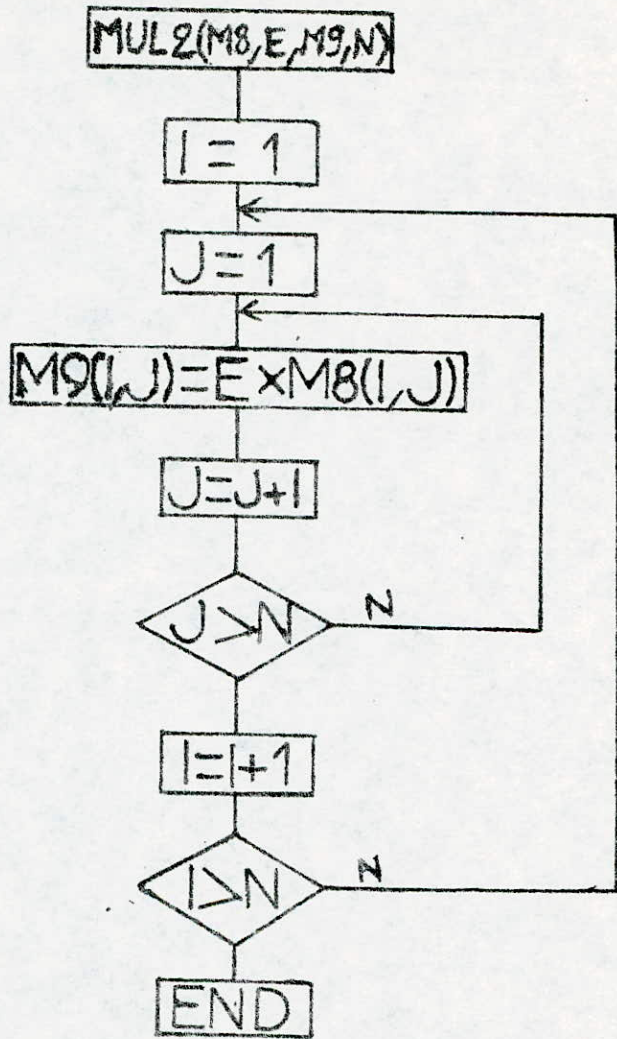 MUL2(M8,E,M9,N)
I = 1
J=1
M9(I,J)=E×M8(I,J)
J=J+1
J>N
N
I=I+1
I>N
N
END